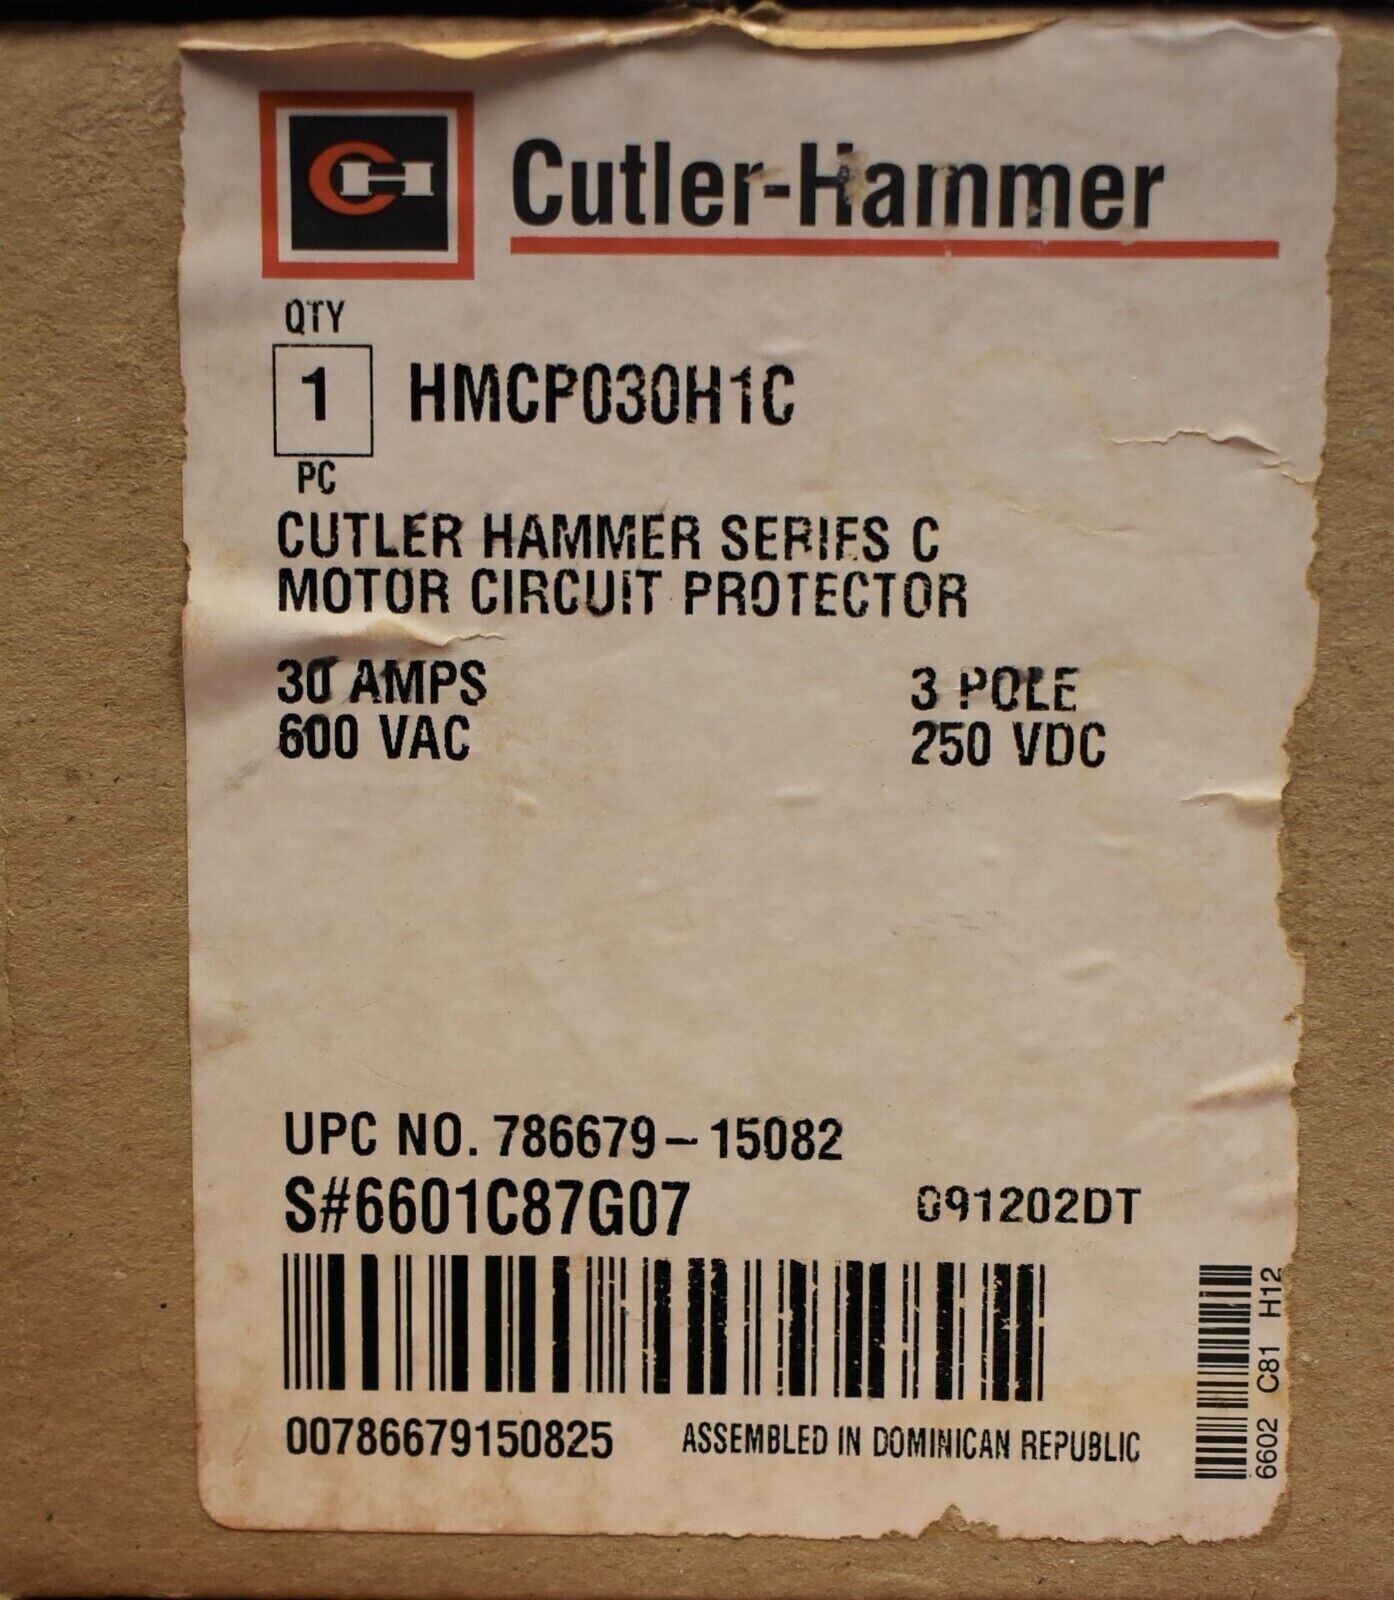 CH Cutler-Hammer
QTY
1 HMCP030H1C
PC
CUTLER HAMMER SERIES C
MOTOR CIRCUIT PROTECTOR
30 AMPS 3 POLE
600 VAC 250 VDC
UPC NO. 786679-15082
S#6601C87G07 091202DT
00786679150825 ASSEMBLED IN DOMINICAN REPUBLIC
6602 C81 H12